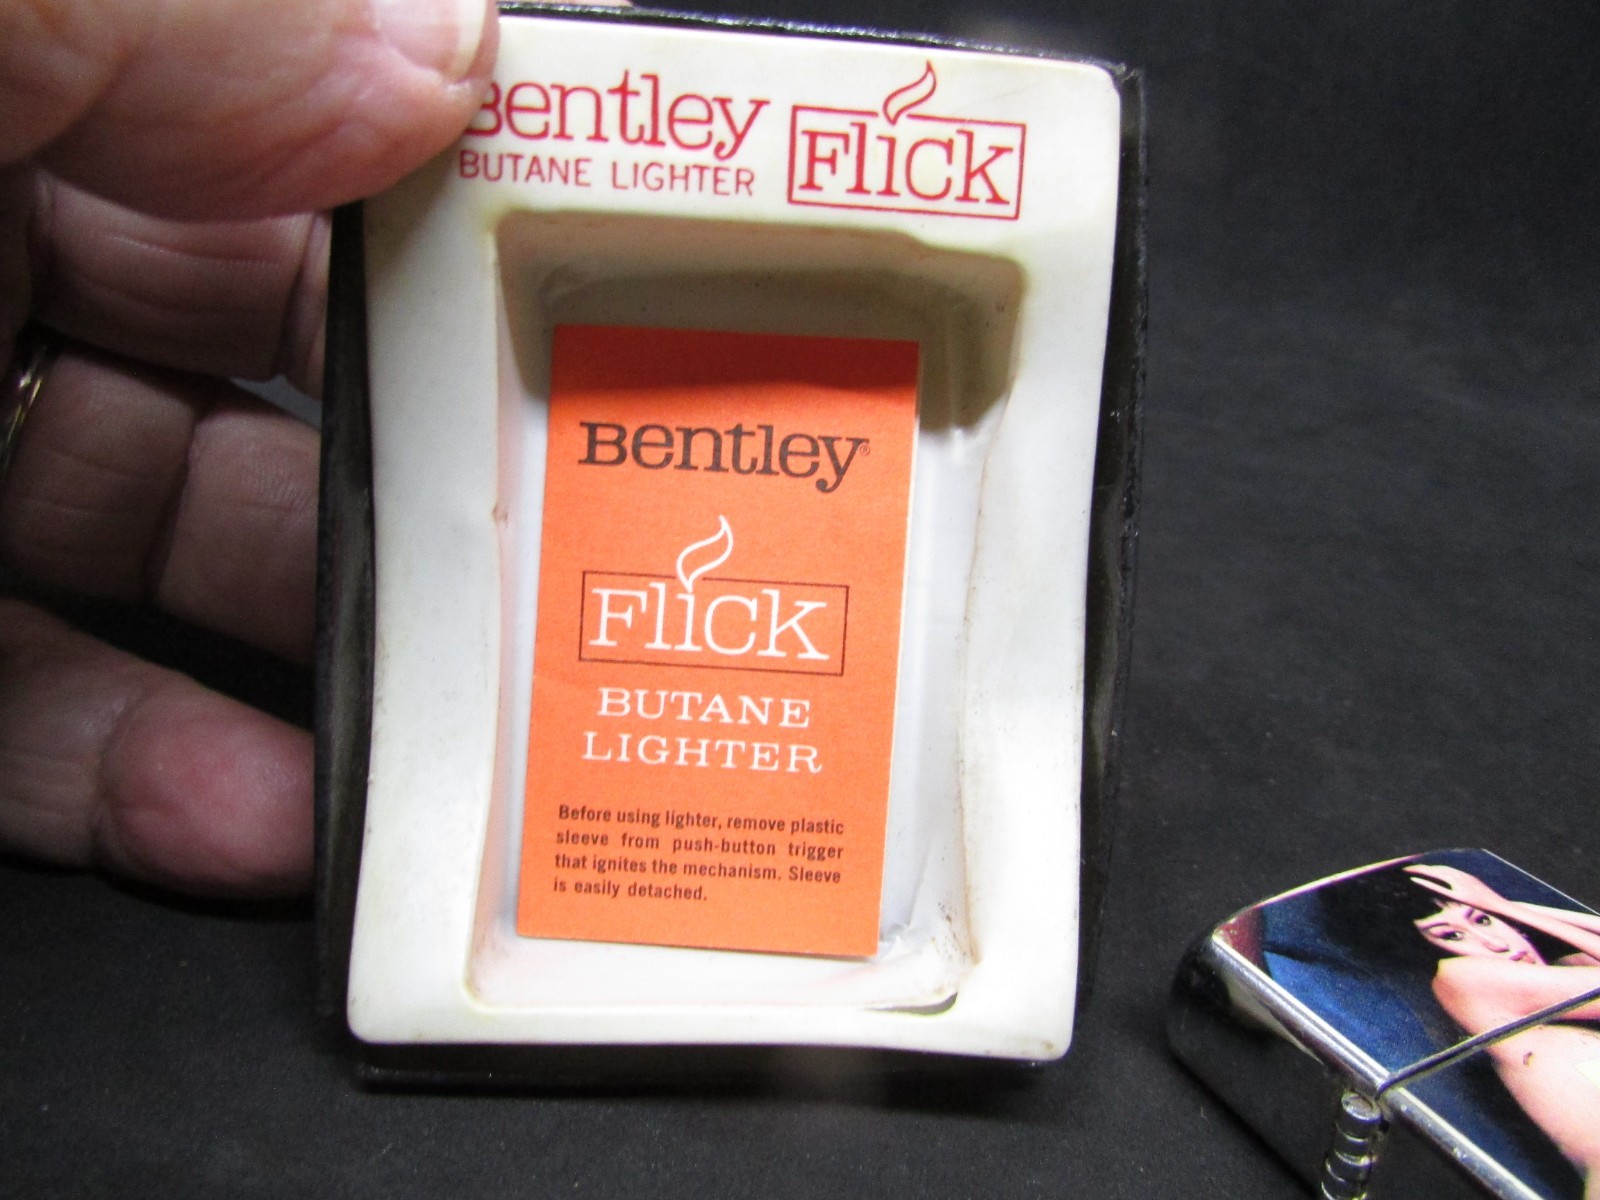 Bentley Flick
BUTANE LIGHTER
Bentley®
Flick
BUTANE
LIGHTER
Before using lighter, remove plastic
sleeve from push-button trigger
that ignites the mechanism. Sleeve
is easily detached.